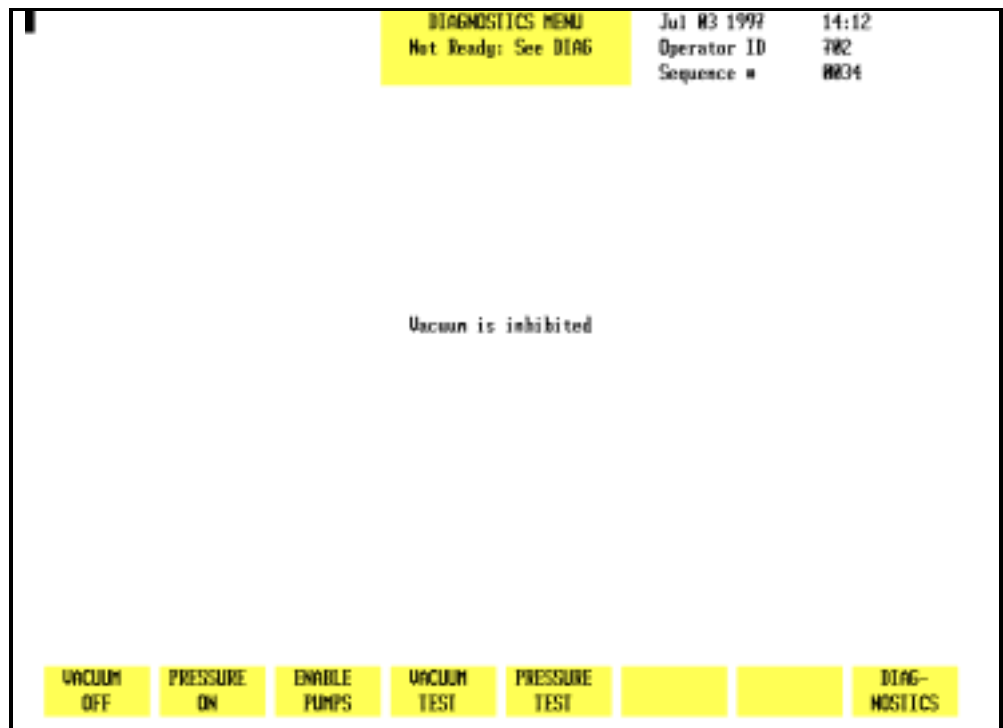 DIAGNOSTICS MENU
Not Ready: See DIAG
Jul 03 1997 14:12
Operator ID 702
Sequence # 0034
Vacuum is inhibited
VACUUM OFF
PRESSURE ON
ENABLE PUMPS
VACUUM TEST
PRESSURE TEST
DIAG-
NOSTICS